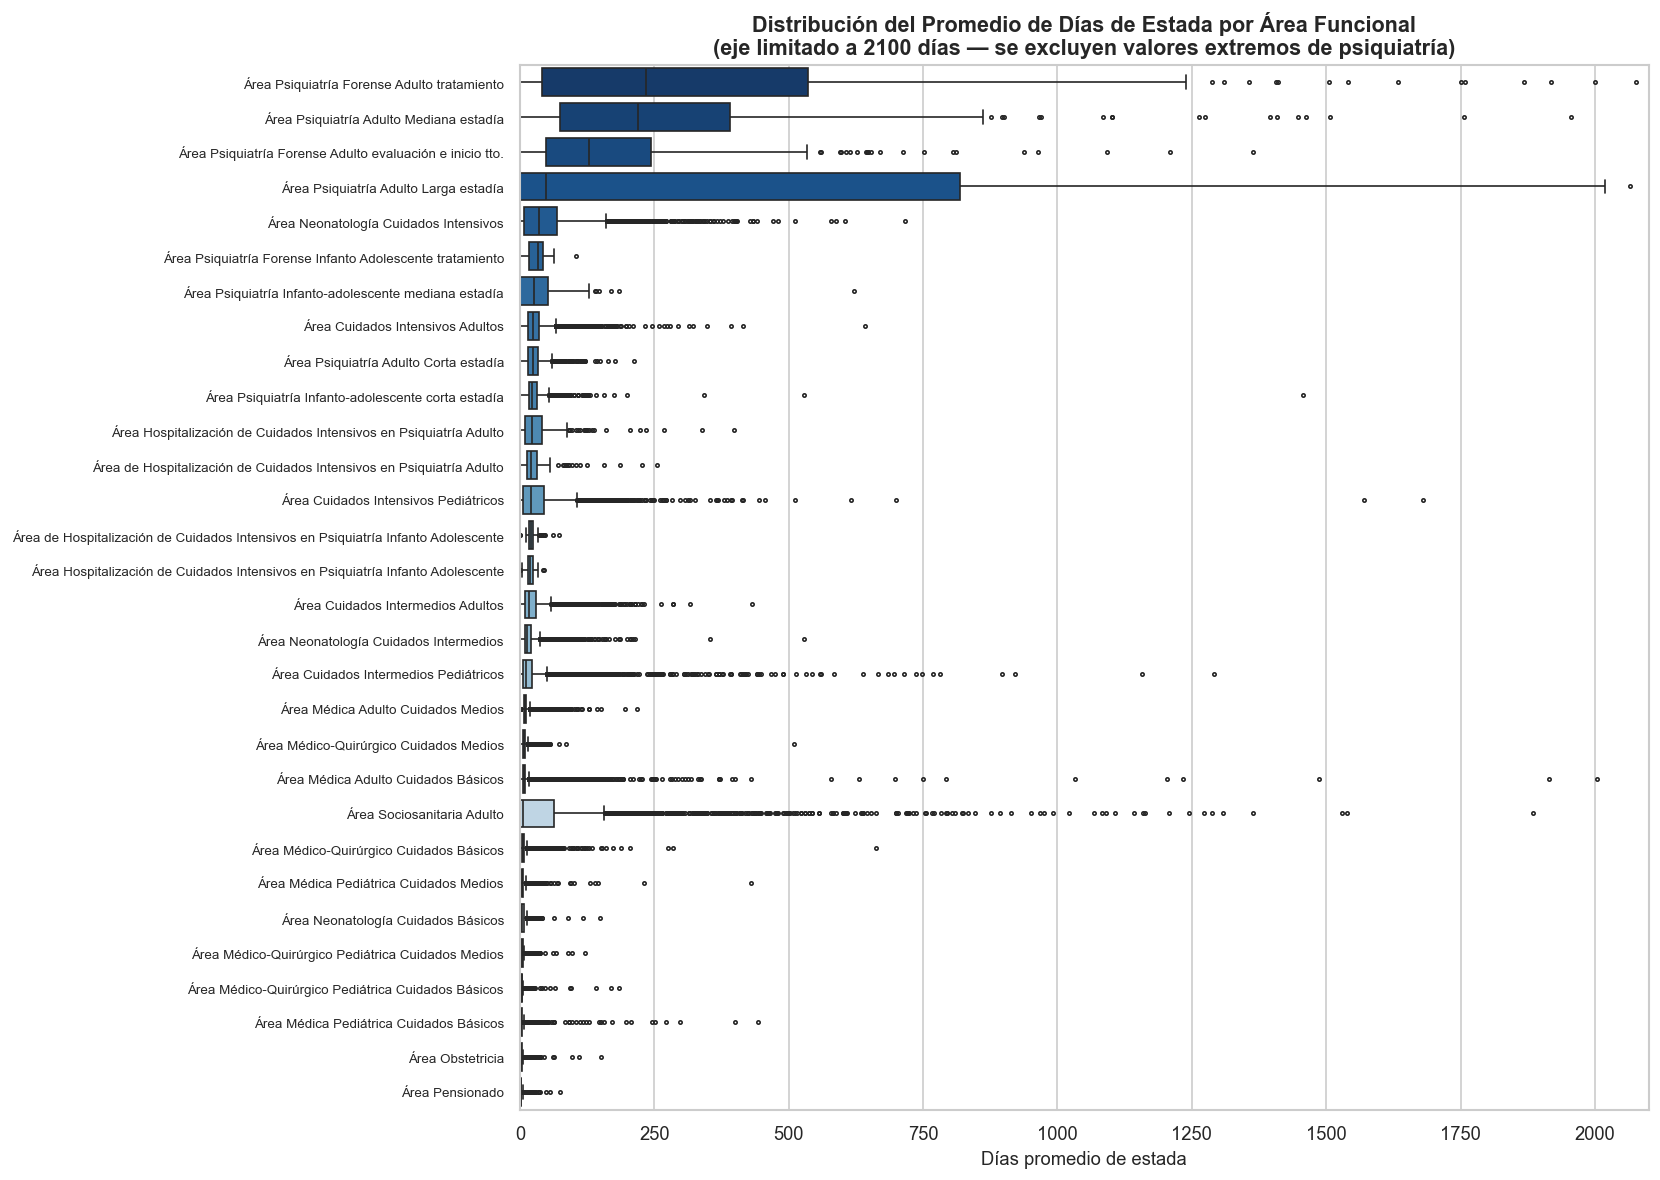 Distribución del Promedio de Días de Estada por Área Funcional
(eje limitado a 2100 días — se excluyen valores extremos de psiquiatría)
Área Psiquiatría Forense Adulto tratamiento
Área Psiquiatría Adulto Mediana estadía
Área Psiquiatría Forense Adulto evaluación e inicio tto.
Área Psiquiatría Adulto Larga estadía
Área Neonatología Cuidados Intensivos
Área Psiquiatría Forense Infanto Adolescente tratamiento
Área Psiquiatría Infanto-adolescente mediana estadía
Área Cuidados Intensivos Adultos
Área Psiquiatría Adulto Corta estadía
Área Psiquiatría Infanto-adolescente corta estadía
Área Hospitalización de Cuidados Intensivos en Psiquiatría Adulto
Área de Hospitalización de Cuidados Intensivos en Psiquiatría Adulto
Área Cuidados Intensivos Pediátricos
Área de Hospitalización de Cuidados Intensivos en Psiquiatría Infanto Adolescente
Área Hospitalización de Cuidados Intensivos en Psiquiatría Infanto Adolescente
Área Cuidados Intermedios Adultos
Área Neonatología Cuidados Intermedios
Área Cuidados Intermedios Pediátricos
Área Médica Adulto Cuidados Medios
Área Médico-Quirúrgico Cuidados Medios
Área Médica Adulto Cuidados Básicos
Área Sociosanitaria Adulto
Área Médico-Quirúrgico Cuidados Básicos
Área Médica Pediátrica Cuidados Medios
Área Neonatología Cuidados Básicos
Área Médico-Quirúrgico Pediátrica Cuidados Medios
Área Médico-Quirúrgico Pediátrica Cuidados Básicos
Área Médica Pediátrica Cuidados Básicos
Área Obstetricia
Área Pensionado
0 250 500 750 1000 1250 1500 1750 2000
Días promedio de estada